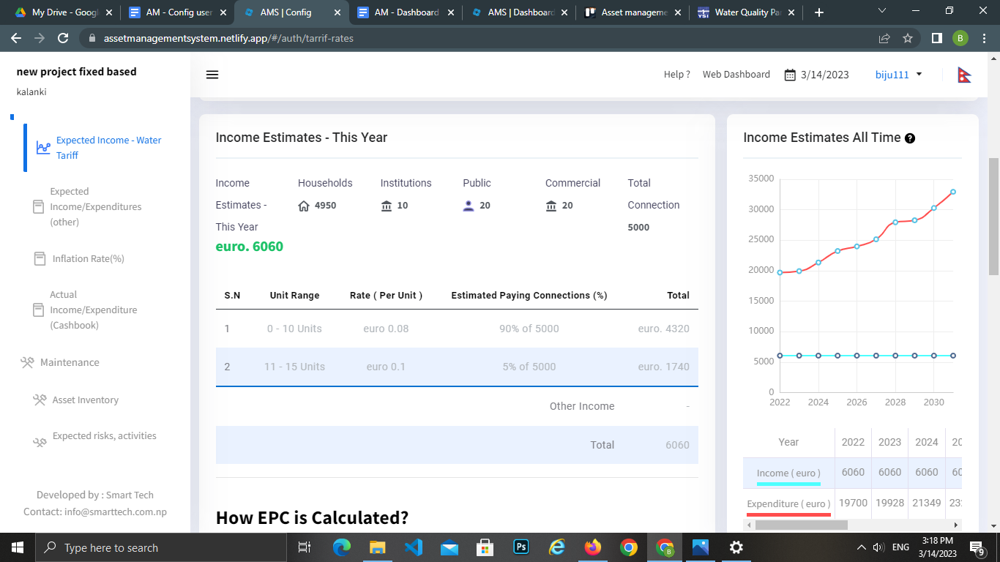 My Drive - Googl
AM - Config user
AMS | Config
AM - Dashboard
AMS | Dashboard
Asset manageme
Water Quality Pa
assetmanagementsystem.netlify.app/#/auth/tarrif-rates
B
new project fixed based
kalanki
Help ?
Web Dashboard
3/14/2023
biju111
Expected Income - Water
Tariff
Expected
Income/Expenditures
(other)
Inflation Rate(%)
Actual
Income/Expenditure
(Cashbook)
Maintenance
Asset Inventory
Expected risks, activities
Developed by : Smart Tech
Contact: info@smarttech.com.np
Income Estimates - This Year
Income
Estimates -
This Year
euro. 6060
Households
4950
Institutions
10
Public
20
Commercial
20
Total
Connection
5000
S.N Unit Range Rate ( Per Unit ) Estimated Paying Connections (%) Total
1 0 - 10 Units euro 0.08 90% of 5000 euro. 4320
2 11 - 15 Units euro 0.1 5% of 5000 euro. 1740
Other Income -
Total 6060
How EPC is Calculated?
Income Estimates All Time ?
35000
30000
25000
20000
15000
10000
5000
0
2022 2024 2026 2028 2030
Year 2022 2023 2024 20
Income ( euro ) 6060 6060 6060 60
Expenditure ( euro ) 19700 19928 21349 23
Type here to search
Ps
B
ENG
3:18 PM
3/14/2023
9